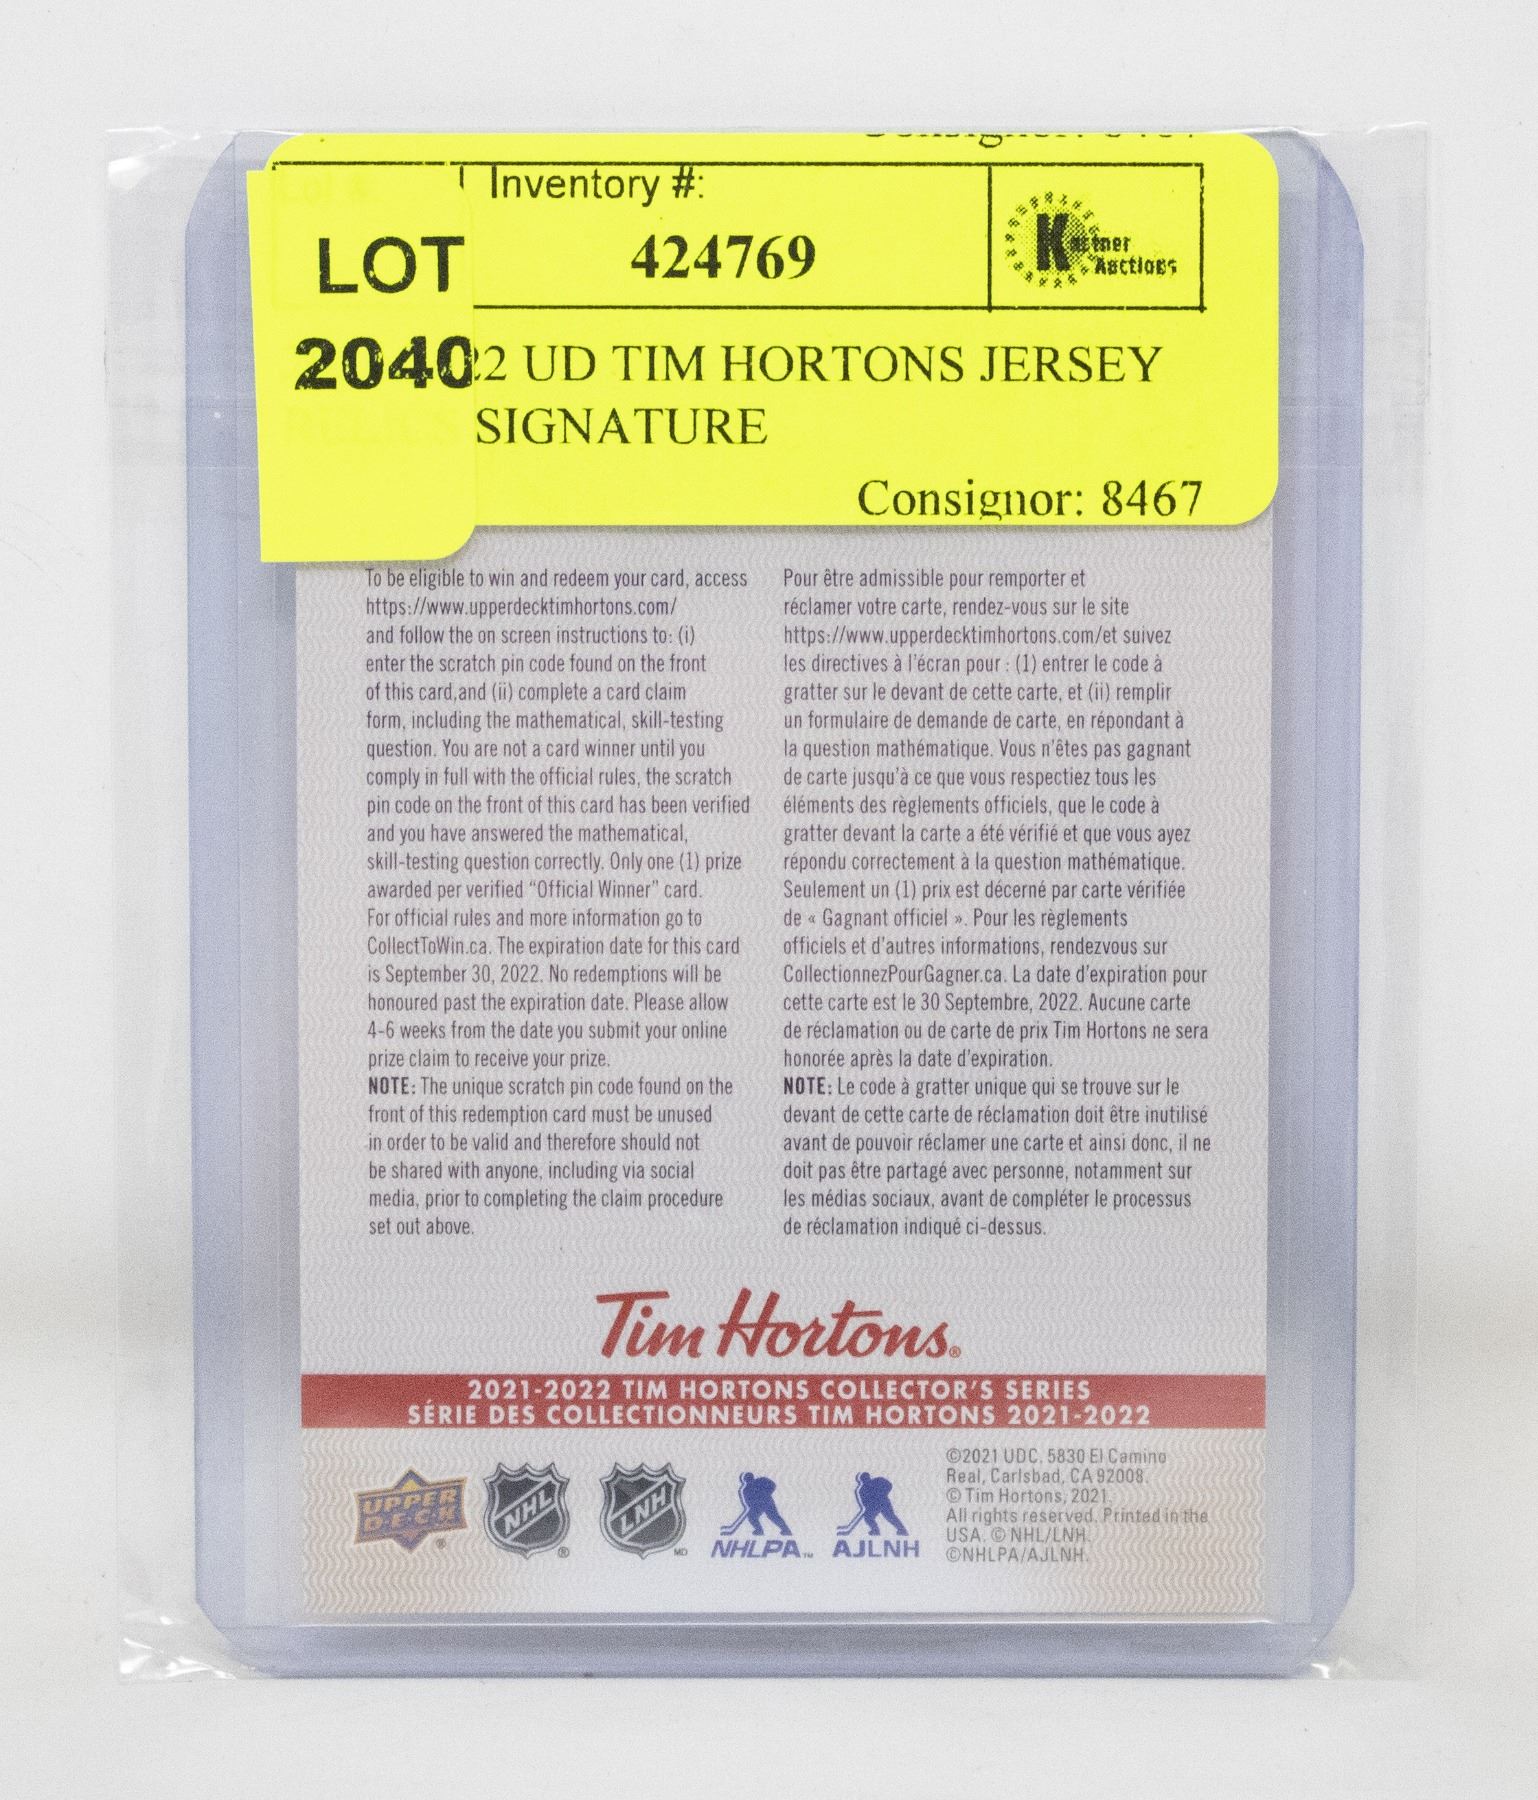 Inventory #:
424769
Kastner
Auctions
LOT
2040
22 UD TIM HORTONS JERSEY
SIGNATURE
Consignor: 8467
To be eligible to win and redeem your card, access
https://www.upperdecktimhortons.com/
and follow the on screen instructions to: (i)
enter the scratch pin code found on the front
of this card,and (ii) complete a card claim
form, including the mathematical, skill-testing
question. You are not a card winner until you
comply in full with the official rules, the scratch
pin code on the front of this card has been verified
and you have answered the mathematical,
skill-testing question correctly. Only one (1) prize
awarded per verified “Official Winner” card.
For official rules and more information go to
CollectToWin.ca. The expiration date for this card
is September 30, 2022. No redemptions will be
honoured past the expiration date. Please allow
4-6 weeks from the date you submit your online
prize claim to receive your prize.
NOTE: The unique scratch pin code found on the
front of this redemption card must be unused
in order to be valid and therefore should not
be shared with anyone, including via social
media, prior to completing the claim procedure
set out above.
Pour être admissible pour remporter et
réclamer votre carte, rendez-vous sur le site
https://www.upperdecktimhortons.com/et suivez
les directives à l'écran pour : (1) entrer le code à
gratter sur le devant de cette carte, et (ii) remplir
un formulaire de demande de carte, en répondant à
la question mathématique. Vous n'êtes pas gagnant
de carte jusqu'à ce que vous respectiez tous les
éléments des règlements officiels, que le code à
gratter devant la carte a été vérifié et que vous ayez
répondu correctement à la question mathématique.
Seulement un (1) prix est décerné par carte vérifiée
de « Gagnant officiel ». Pour les règlements
officiels et d'autres informations, rendezvous sur
CollectionnezPourGagner.ca. La date d'expiration pour
cette carte est le 30 Septembre, 2022. Aucune carte
de réclamation ou de carte de prix Tim Hortons ne sera
honorée après la date d'expiration.
NOTE: Le code à gratter unique qui se trouve sur le
devant de cette carte de réclamation doit être inutilisé
avant de pouvoir réclamer une carte et ainsi donc, il ne
doit pas être partagé avec personne, notamment sur
les médias sociaux, avant de compléter le processus
de réclamation indiqué ci-dessus.
Tim Hortons®
2021-2022 TIM HORTONS COLLECTOR'S SERIES
SÉRIE DES COLLECTIONNEURS TIM HORTONS 2021-2022
UPPER
D·E·C·K ®
NHL ®
LNH MD
NHLPA™
AJLNH
©2021 UDC, 5830 El Camino
Real, Carlsbad, CA 92008.
© Tim Hortons, 2021.
All rights reserved. Printed in the
USA. © NHL/LNH.
©NHLPA/AJLNH.